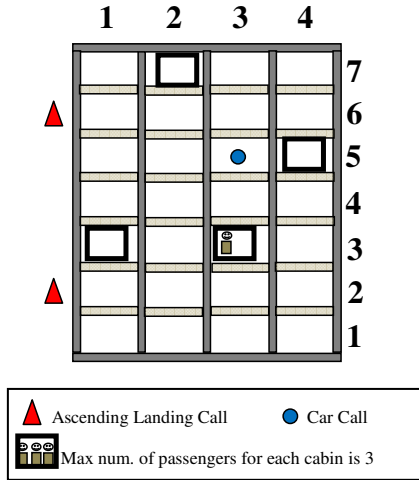 1 2 3 4
7
6
5
4
3
2
1
Ascending Landing Call Car Call
Max num. of passengers for each cabin is 3